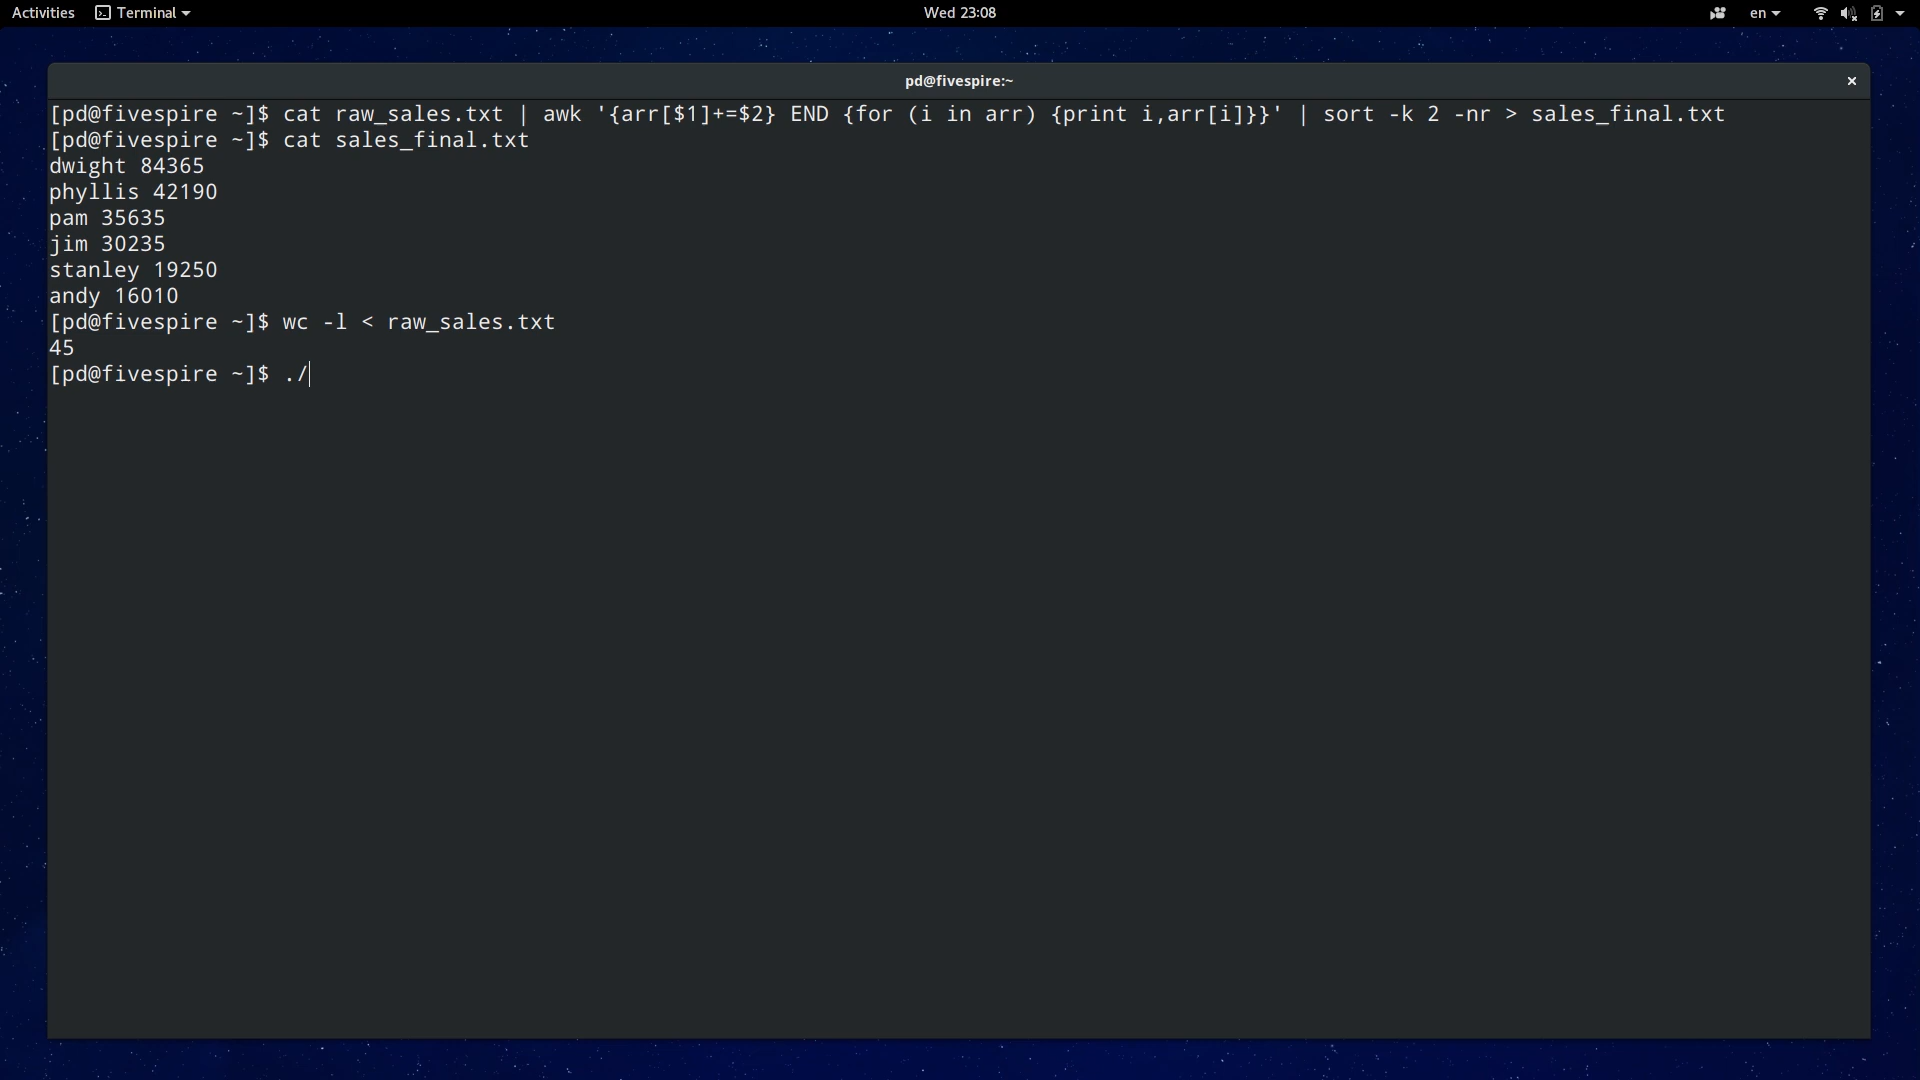 Activities Terminal Wed 23:08 en
pd@fivespire:~
[pd@fivespire ~]$ cat raw_sales.txt | awk '{arr[$1]+=$2} END {for (i in arr) {print i,arr[i]}}' | sort -k 2 -nr > sales_final.txt
[pd@fivespire ~]$ cat sales_final.txt
dwight 84365
phyllis 42190
pam 35635
jim 30235
stanley 19250
andy 16010
[pd@fivespire ~]$ wc -l < raw_sales.txt
45
[pd@fivespire ~]$ ./